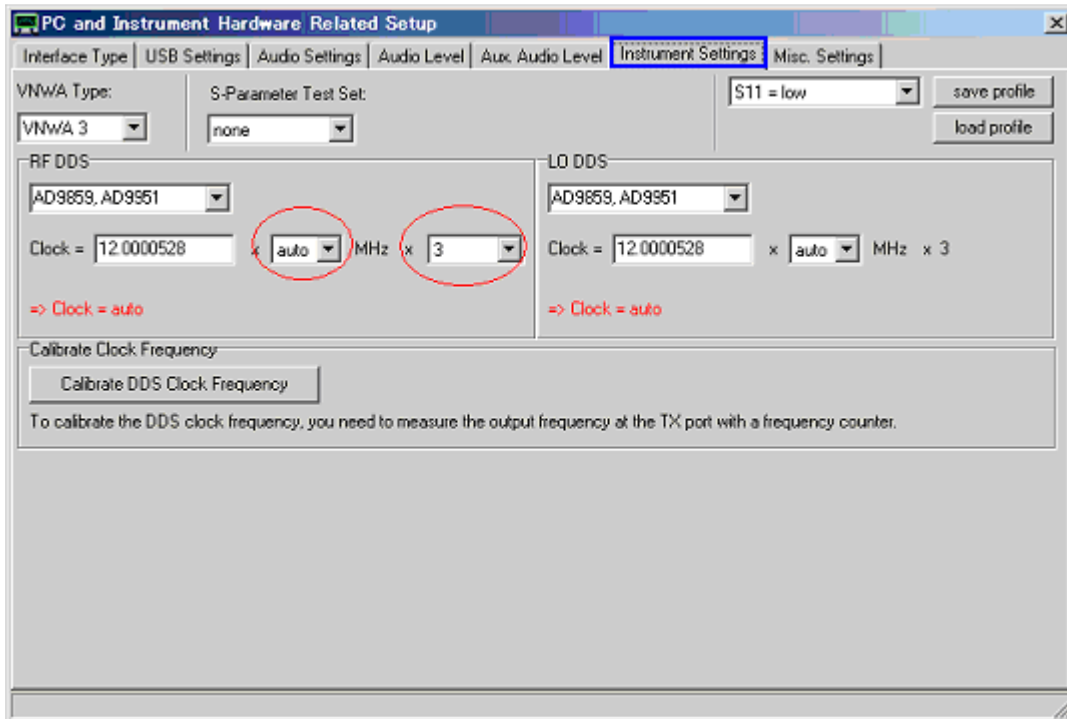 PC and Instrument Hardware Related Setup
Interface Type USB Settings Audio Settings Audio Level Aux. Audio Level Instrument Settings Misc. Settings
VNWA Type:
VNWA 3
S-Parameter Test Set:
none
S11 = low
save profile
load profile
RF DDS
AD9859, AD9951
Clock = 12.0000528 x auto MHz x 3
=> Clock = auto
LO DDS
AD9859, AD9951
Clock = 12.0000528 x auto MHz x 3
=> Clock = auto
Calibrate Clock Frequency
Calibrate DDS Clock Frequency
To calibrate the DDS clock frequency, you need to measure the output frequency at the TX port with a frequency counter.